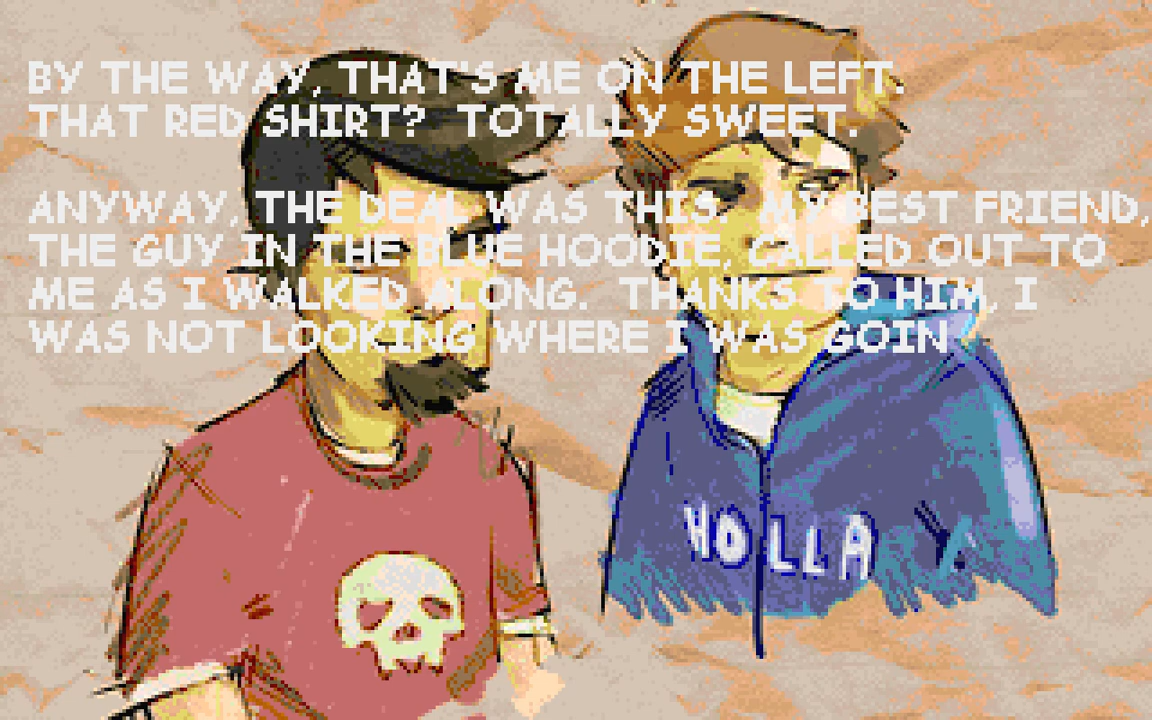 BY THE WAY, THAT'S ME ON THE LEFT.
THAT RED SHIRT?  TOTALLY SWEET.
ANYWAY, THE DEAL WAS THIS.  MY BEST FRIEND,
THE GUY IN THE BLUE HOODIE, CALLED OUT TO
ME AS I WALKED ALONG.  THANKS TO HIM, I
WAS NOT LOOKING WHERE I WAS GOIN
HOLLA